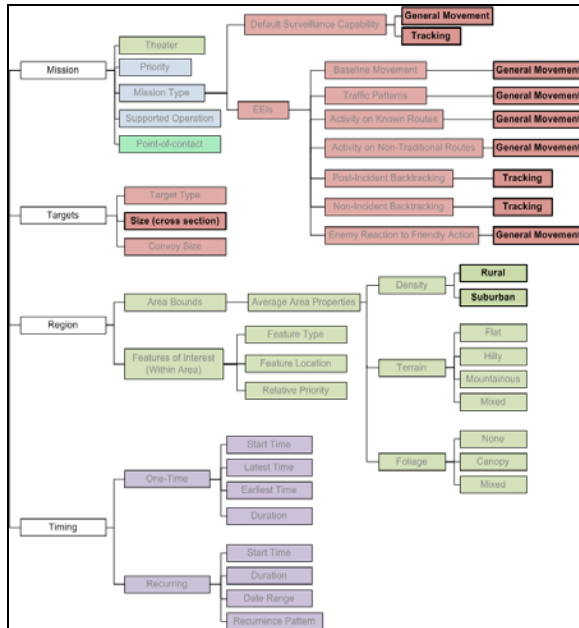 Mission
Theater
Priority
Mission Type
Supported Operation
Point-of-contact
Default Surveillance Capability
General Movement
Tracking
EEIs
Baseline Movement
General Movement
Traffic Patterns
General Movement
Activity on Known Routes
General Movement
Activity on Non-Traditional Routes
General Movement
Post-Incident Backtracking
Tracking
Non-Incident Backtracking
Tracking
Enemy Reaction to Friendly Action
General Movement
Targets
Target Type
Size (cross section)
Convoy Size
Region
Area Bounds
Average Area Properties
Density
Rural
Suburban
Terrain
Flat
Hilly
Mountainous
Mixed
Foliage
None
Canopy
Mixed
Features of Interest
(Within Area)
Feature Type
Feature Location
Relative Priority
Timing
One-Time
Start Time
Latest Time
Earliest Time
Duration
Recurring
Start Time
Duration
Date Range
Recurrence Pattern